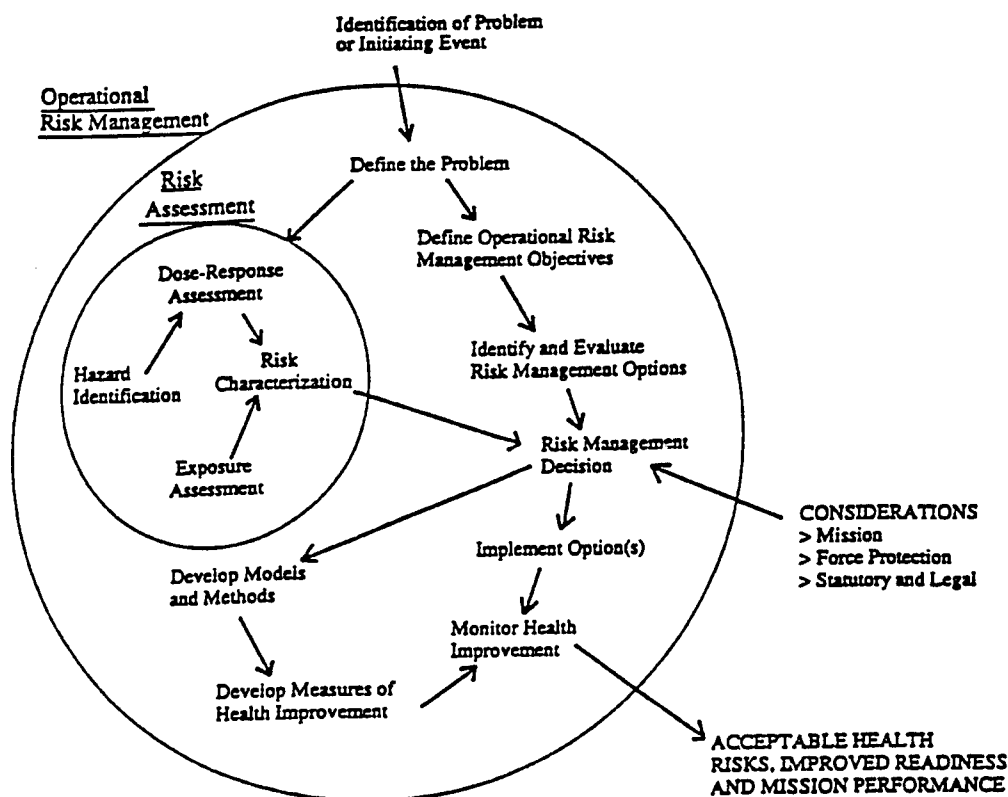 Identification of Problem
or Initiating Event
Operational
Risk Management
Define the Problem
Risk
Assessment
Define Operational Risk
Management Objectives
Dose-Response
Assessment
Identify and Evaluate
Risk Management Options
Hazard
Identification
Risk
Characterization
Risk Management
Decision
Exposure
Assessment
CONSIDERATIONS
> Mission
> Force Protection
> Statutory and Legal
Implement Option(s)
Develop Models
and Methods
Monitor Health
Improvement
Develop Measures of
Health Improvement
ACCEPTABLE HEALTH
RISKS, IMPROVED READINESS
AND MISSION PERFORMANCE